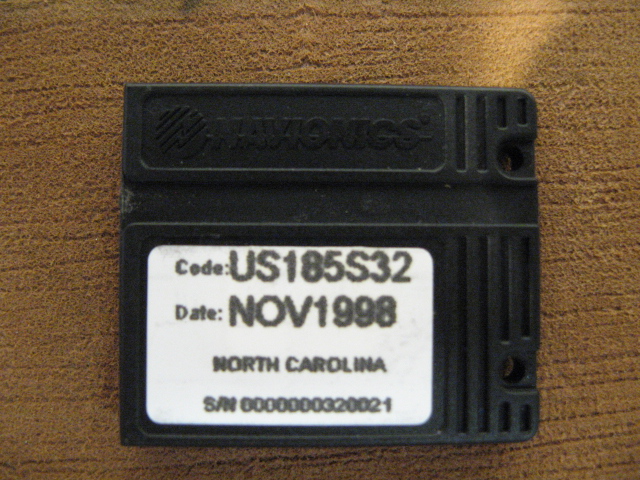 NAVIONICS
Code: US185S32
Date: NOV1998
NORTH CAROLINA
S/N 0000000320021